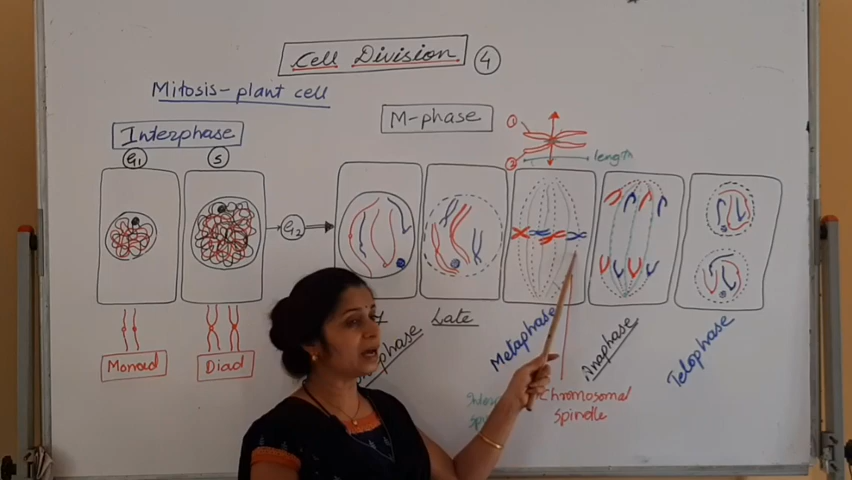 Cell Division 4
Mitosis - plant cell
M-phase
Interphase
G1
S
1
2
length
G2
Late
Metaphase
Anaphase
Telophase
Monad
Diad
Chromosomal
Spindle